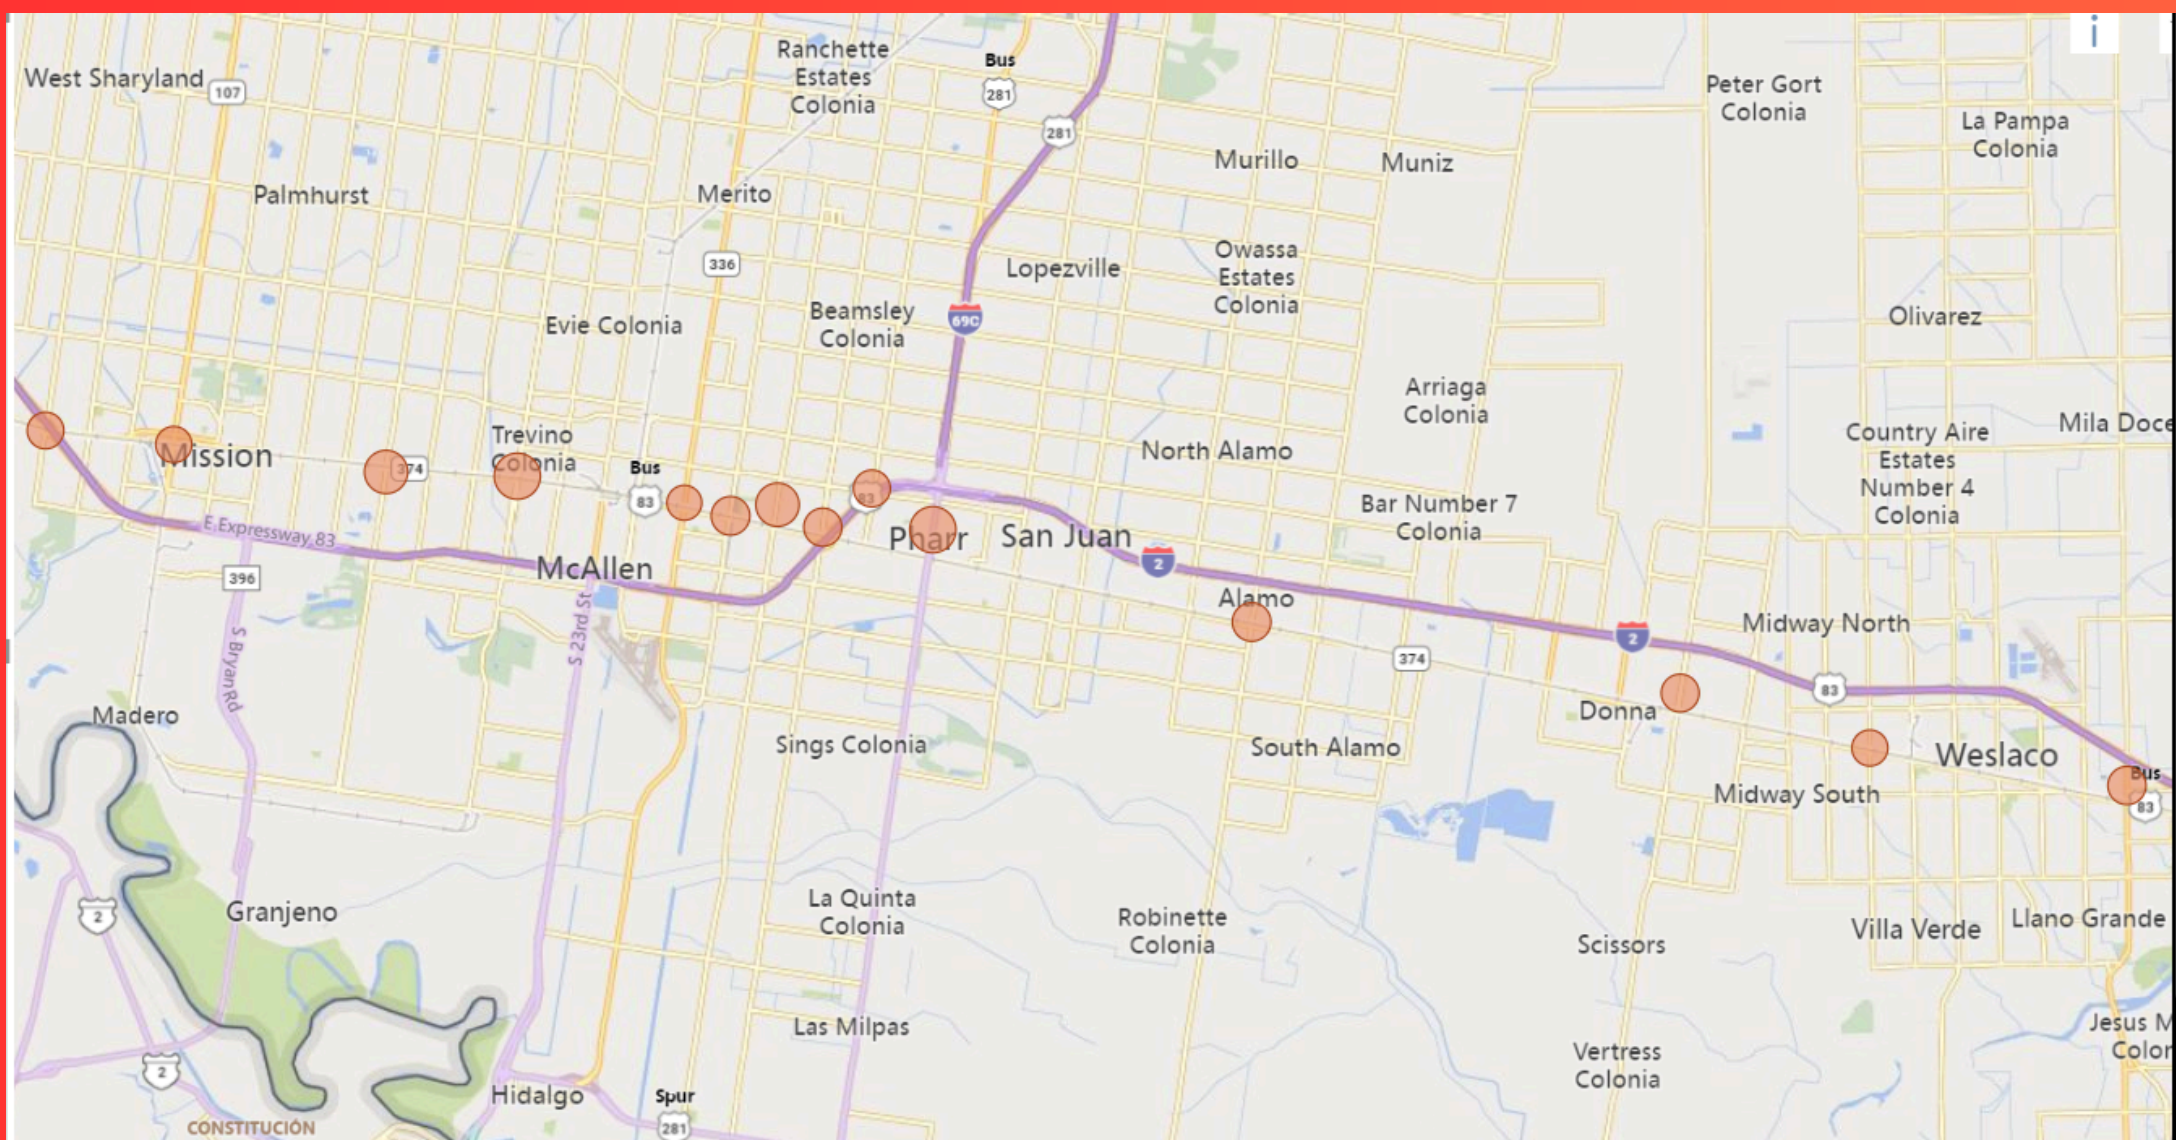 i
Ranchette
Estates
Colonia
Bus
281
West Sharyland
107
Peter Gort
Colonia
La Pampa
Colonia
281
Murillo
Muniz
Palmhurst
Merito
336
Lopezville
Owassa
Estates
Colonia
Beamsley
Colonia
69C
Evie Colonia
Olivarez
Arriaga
Colonia
Mission
374
Trevino
Colonia
Bus
83
83
North Alamo
Country Aire
Estates
Number 4
Colonia
Mila Doce
Bar Number 7
Colonia
E Expressway 83
Pharr
San Juan
2
McAllen
396
S 23rd St
S Bryan Rd
Alamo
374
2
Midway North
83
Donna
Madero
Sings Colonia
South Alamo
Weslaco
Bus
83
Midway South
2
Granjeno
La Quinta
Colonia
Robinette
Colonia
Scissors
Villa Verde
Llano Grande
Las Milpas
Jesus M
Color
2
Vertress
Colonia
Hidalgo
Spur
281
CONSTITUCIÓN